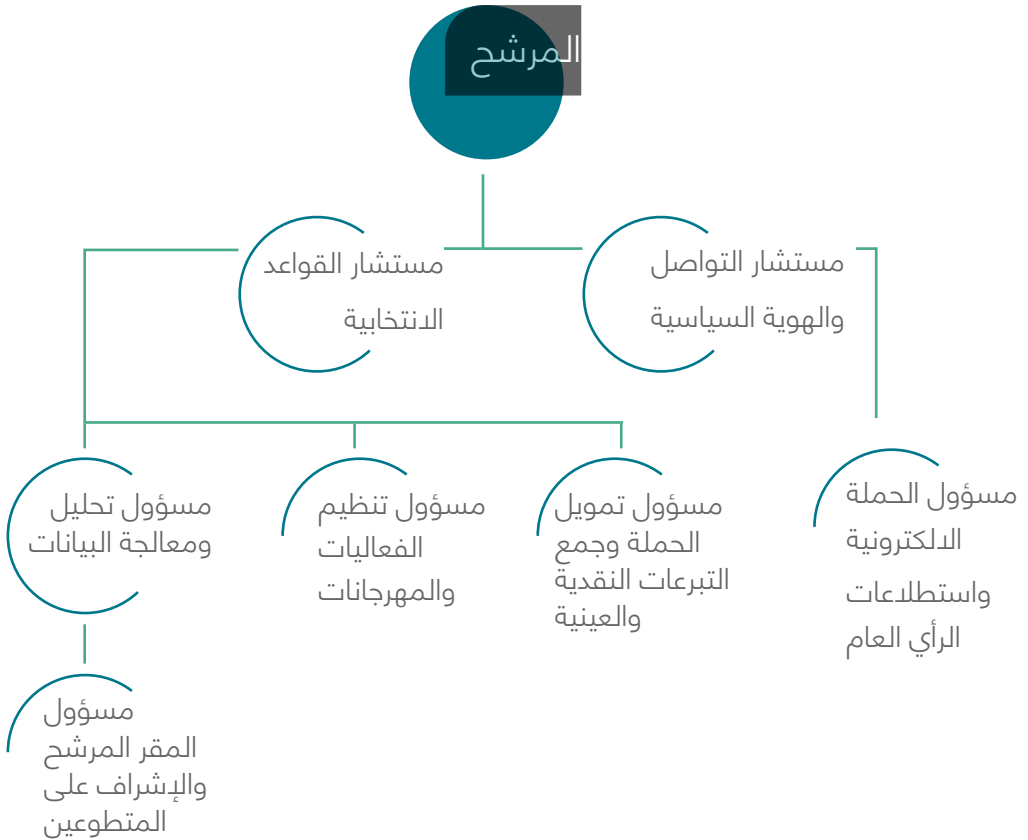 المرشح
مستشار التواصل
والهوية السياسية
مستشار القواعد
الانتخابية
مسؤول الحملة
الالكترونية
واستطلاعات
الرأي العام
مسؤول تمويل
الحملة وجمع
التبرعات النقدية
والعينية
مسؤول تنظيم
الفعاليات
والمهرجانات
مسؤول تحليل
ومعالجة البيانات
مسؤول
المقر المرشح
والإشراف على
المتطوعين